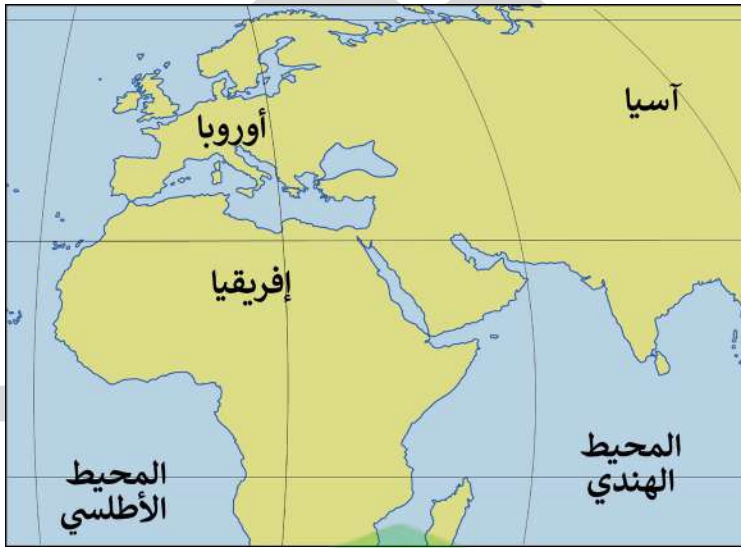 آسيا
أوروبا
إفريقيا
المحيط
الهندي
المحيط
الأطلسي